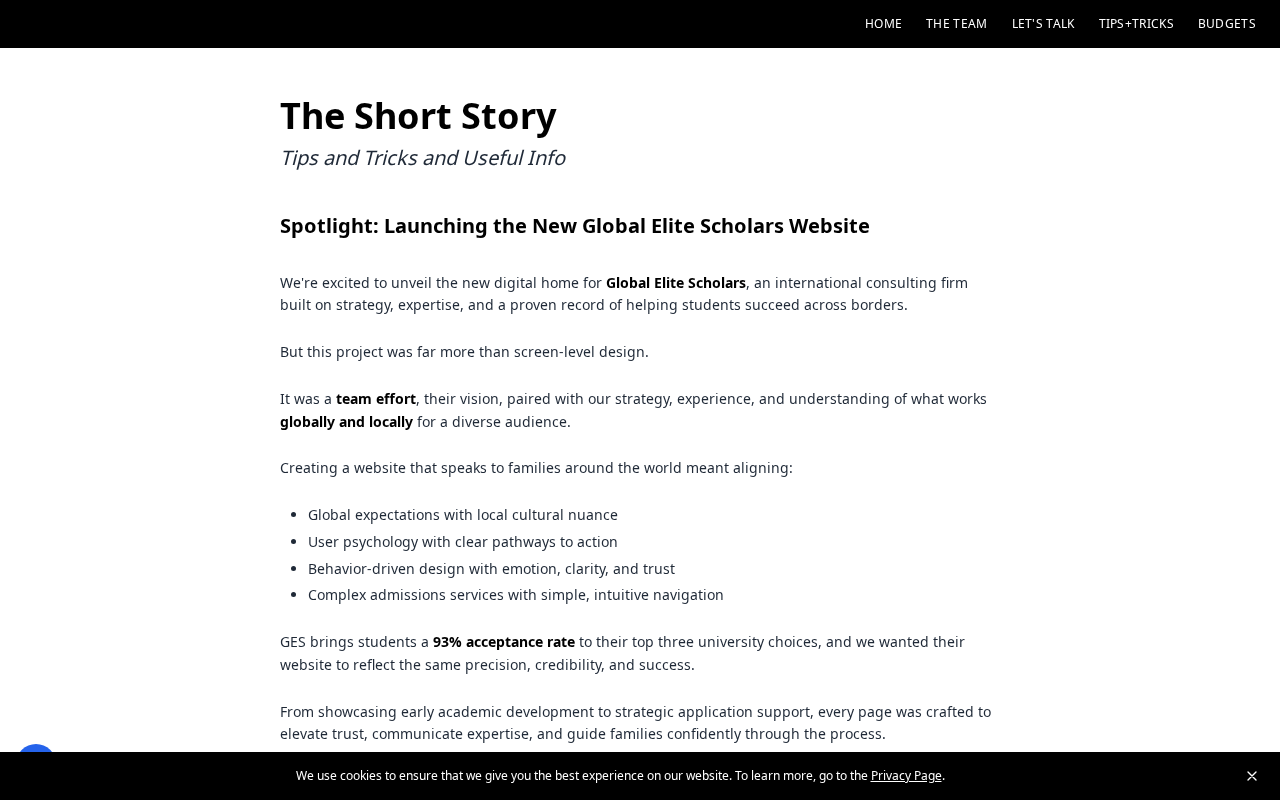 HOME THE TEAM LET'S TALK TIPS+TRICKS BUDGETS
The Short Story
Tips and Tricks and Useful Info
Spotlight: Launching the New Global Elite Scholars Website
We're excited to unveil the new digital home for Global Elite Scholars, an international consulting firm
built on strategy, expertise, and a proven record of helping students succeed across borders.
But this project was far more than screen-level design.
It was a team effort, their vision, paired with our strategy, experience, and understanding of what works
globally and locally for a diverse audience.
Creating a website that speaks to families around the world meant aligning:
• Global expectations with local cultural nuance
• User psychology with clear pathways to action
• Behavior-driven design with emotion, clarity, and trust
• Complex admissions services with simple, intuitive navigation
GES brings students a 93% acceptance rate to their top three university choices, and we wanted their
website to reflect the same precision, credibility, and success.
From showcasing early academic development to strategic application support, every page was crafted to
elevate trust, communicate expertise, and guide families confidently through the process.
We use cookies to ensure that we give you the best experience on our website. To learn more, go to the Privacy Page.